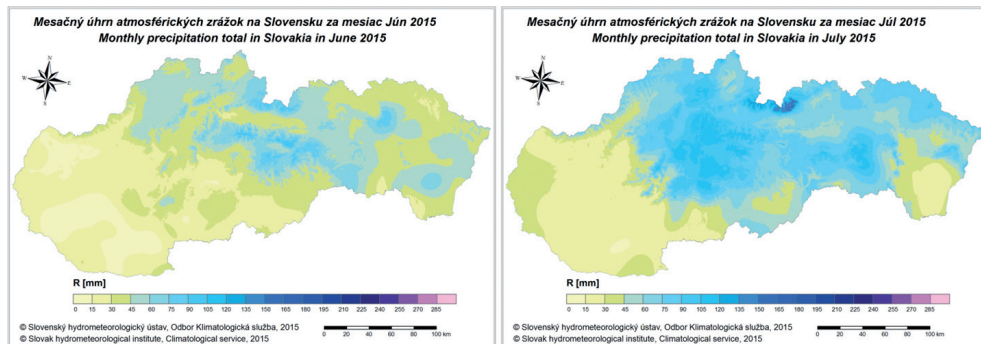 Mesačný úhrn atmosférických zrážok na Slovensku za mesiac Jún 2015
Monthly precipitation total in Slovakia in June 2015
N
W E
S
R [mm]
0 15 30 45 60 75 90 105 120 135 150 165 180 195 210 225 240 255 270 285
© Slovenský hydrometeorologický ústav, Odbor Klimatologická služba, 2015
© Slovak hydrometeorological institute, Climatological service, 2015
0 20 40 60 80 100 km
Mesačný úhrn atmosférických zrážok na Slovensku za mesiac Júl 2015
Monthly precipitation total in Slovakia in July 2015
N
W E
S
R [mm]
0 15 30 45 60 75 90 105 120 135 150 165 180 195 210 225 240 255 270 285
© Slovenský hydrometeorologický ústav, Odbor Klimatologická služba, 2015
© Slovak hydrometeorological institute, Climatological service, 2015
0 20 40 60 80 100 km